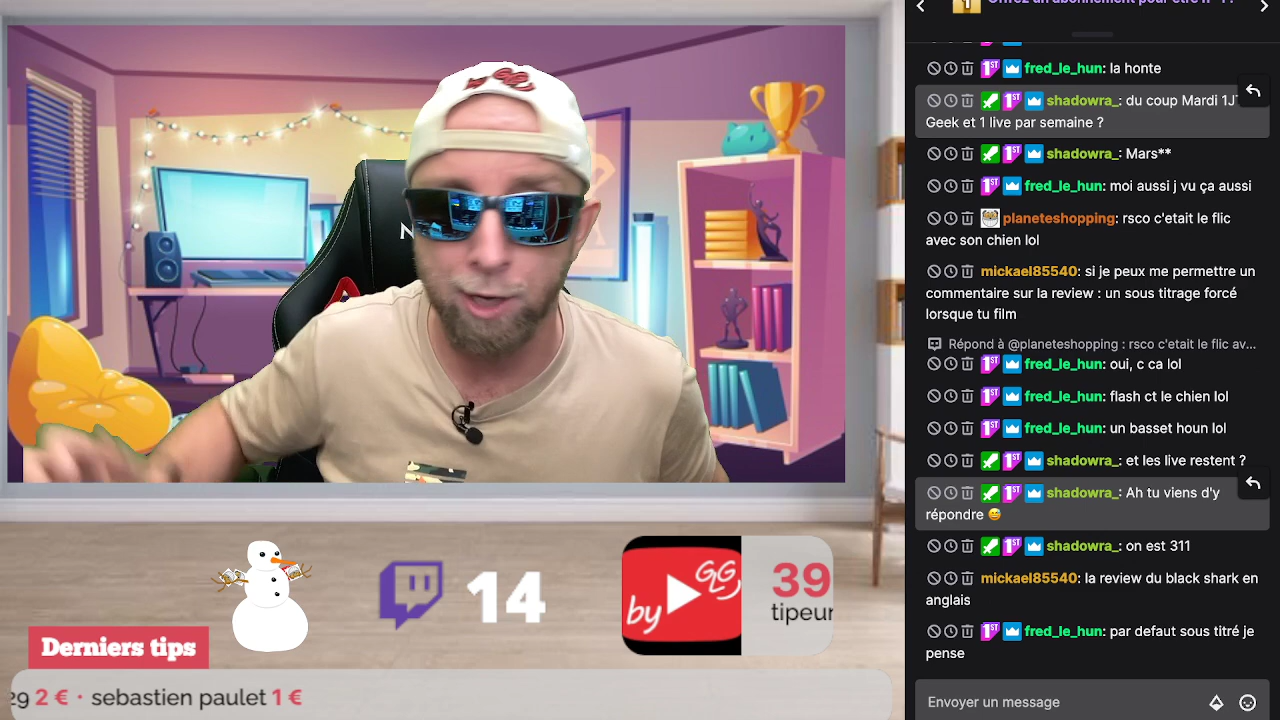 Offrez un abonnement pour être n° 1 !
fred_le_hun: la honte
shadowra_: du coup Mardi 1J
Geek et 1 live par semaine ?
shadowra_: Mars**
fred_le_hun: moi aussi j vu ça aussi
planeteshopping: rsco c'etait le flic
avec son chien lol
mickael85540: si je peux me permettre un
commentaire sur la review : un sous titrage forcé
lorsque tu film
Répond à @planeteshopping : rsco c'etait le flic av...
fred_le_hun: oui, c ca lol
fred_le_hun: flash ct le chien lol
fred_le_hun: un basset houn lol
shadowra_: et les live restent ?
shadowra_: Ah tu viens d'y
répondre
shadowra_: on est 311
mickael85540: la review du black shark en
anglais
fred_le_hun: par defaut sous titré je
pense
Envoyer un message
GG
N
14
by GG
39
tipeur
Derniers tips
29 2 € · sebastien paulet 1 €